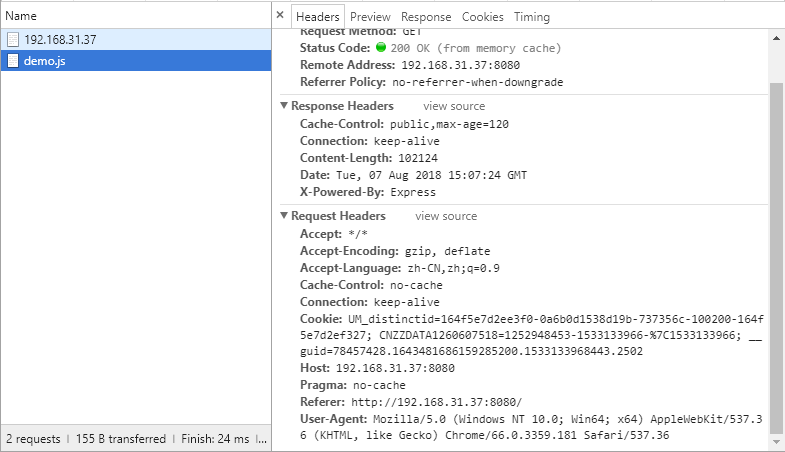 Name
192.168.31.37
demo.js
2 requests | 155 B transferred | Finish: 24 ms |...
× Headers Preview Response Cookies Timing
Request Method: GET
Status Code: 200 OK (from memory cache)
Remote Address: 192.168.31.37:8080
Referrer Policy: no-referrer-when-downgrade
Response Headers view source
Cache-Control: public,max-age=120
Connection: keep-alive
Content-Length: 102124
Date: Tue, 07 Aug 2018 15:07:24 GMT
X-Powered-By: Express
Request Headers view source
Accept: */*
Accept-Encoding: gzip, deflate
Accept-Language: zh-CN,zh;q=0.9
Cache-Control: no-cache
Connection: keep-alive
Cookie: UM_distinctid=164f5e7d2ee3f0-0a6b0d1538d19b-737356c-100200-164f
5e7d2ef327; CNZZDATA1260607518=1252948453-1533133966-%7C1533133966; __
guid=78457428.1643481686159285200.1533133968443.2502
Host: 192.168.31.37:8080
Pragma: no-cache
Referer: http://192.168.31.37:8080/
User-Agent: Mozilla/5.0 (Windows NT 10.0; Win64; x64) AppleWebKit/537.3
6 (KHTML, like Gecko) Chrome/66.0.3359.181 Safari/537.36